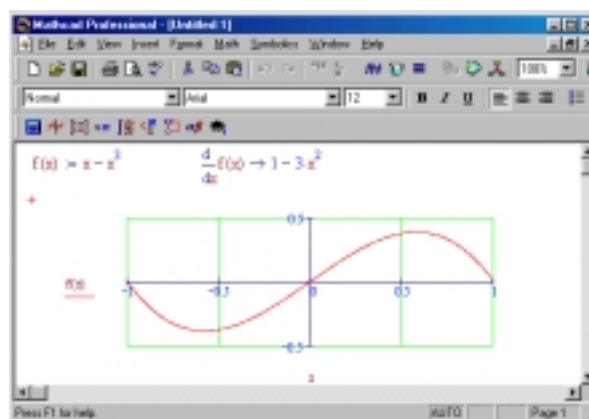 Mathcad Professional - [Untitled:1]
File Edit View Insert Format Math Symbolics Window Help
100%
Normal Arial 12 B I U
f(x) := x − x³ d/dx f(x) → 1 − 3·x²
0.5
f(x) -1 -0.5 0 0.5 1
-0.5
x
Press F1 for help. AUTO Page 1